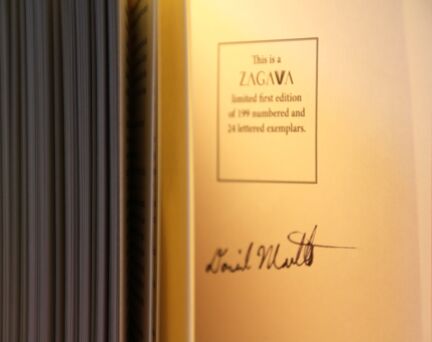 This is a
ZAGAVA
limited first edition
of 199 numbered and
24 lettered exemplars.